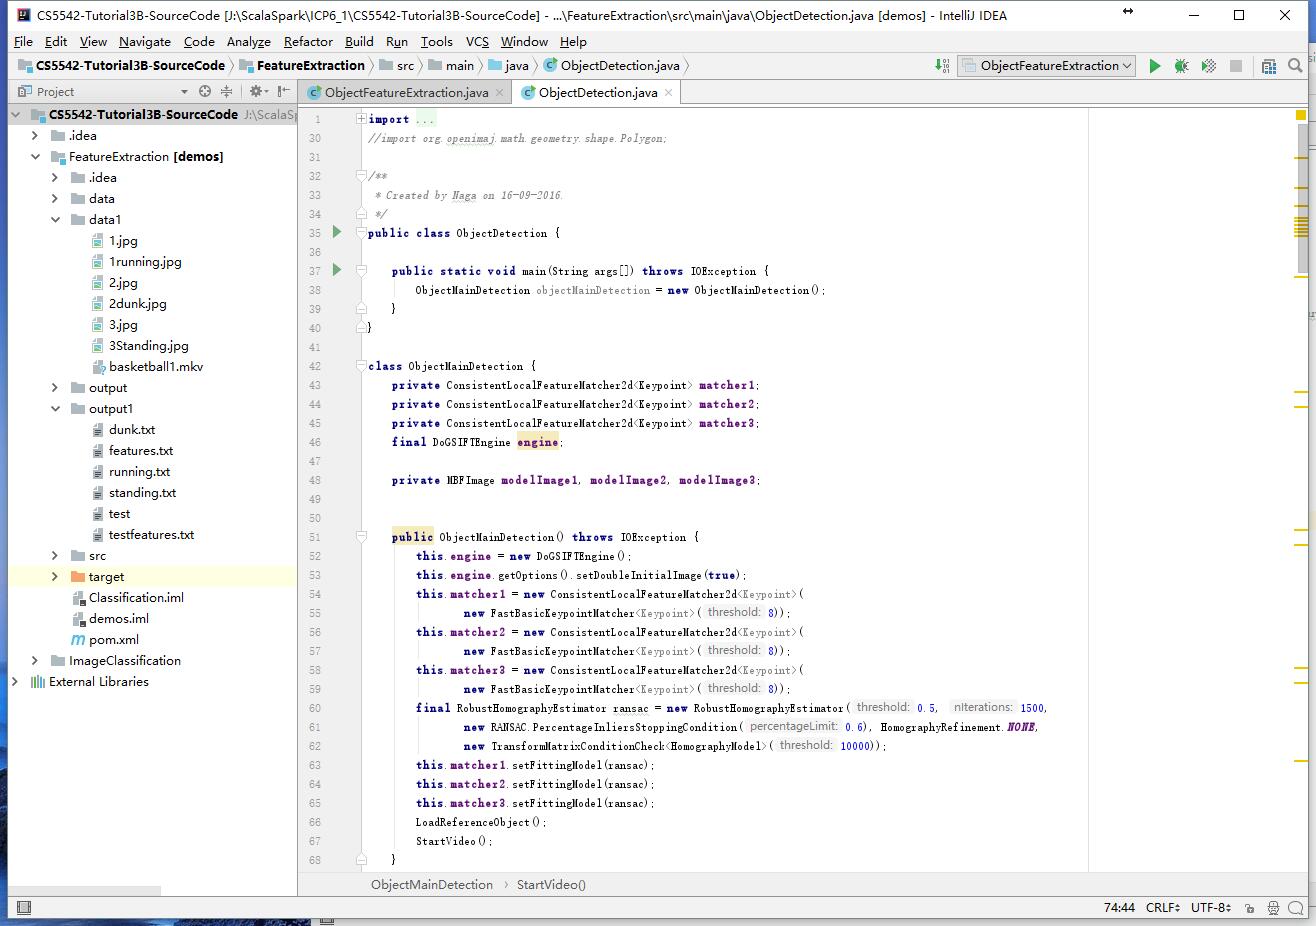 CS5542-Tutorial3B-SourceCode [J:\ScalaSpark\ICP6_1\CS5542-Tutorial3B-SourceCode] - ...\FeatureExtraction\src\main\java\ObjectDetection.java [demos] - IntelliJ IDEA
File Edit View Navigate Code Analyze Refactor Build Run Tools VCS Window Help
CS5542-Tutorial3B-SourceCode FeatureExtraction src main java ObjectDetection.java ObjectFeatureExtraction
Project
ObjectFeatureExtraction.java ObjectDetection.java
CS5542-Tutorial3B-SourceCode J:\ScalaSp
.idea
FeatureExtraction [demos]
.idea
data
data1
1.jpg
1running.jpg
2.jpg
2dunk.jpg
3.jpg
3Standing.jpg
basketball1.mkv
output
output1
dunk.txt
features.txt
running.txt
standing.txt
test
testfeatures.txt
src
target
Classification.iml
demos.iml
pom.xml
ImageClassification
External Libraries
1 import ...
30 //import org.openimaj.math.geometry.shape.Polygon;
31
32 /**
33 * Created by Naga on 16-09-2016.
34 */
35 public class ObjectDetection {
36
37 public static void main(String args[]) throws IOException {
38 ObjectMainDetection objectMainDetection = new ObjectMainDetection();
39 }
40 }
41
42 class ObjectMainDetection {
43 private ConsistentLocalFeatureMatcher2d<Keypoint> matcher1;
44 private ConsistentLocalFeatureMatcher2d<Keypoint> matcher2;
45 private ConsistentLocalFeatureMatcher2d<Keypoint> matcher3;
46 final DoGSIFTEngine engine;
47
48 private MBFImage modelImage1, modelImage2, modelImage3;
49
50
51 public ObjectMainDetection() throws IOException {
52 this.engine = new DoGSIFTEngine();
53 this.engine.getOptions().setDoubleInitialImage(true);
54 this.matcher1 = new ConsistentLocalFeatureMatcher2d<Keypoint>(
55 new FastBasicKeypointMatcher<Keypoint>( threshold: 8));
56 this.matcher2 = new ConsistentLocalFeatureMatcher2d<Keypoint>(
57 new FastBasicKeypointMatcher<Keypoint>( threshold: 8));
58 this.matcher3 = new ConsistentLocalFeatureMatcher2d<Keypoint>(
59 new FastBasicKeypointMatcher<Keypoint>( threshold: 8));
60 final RobustHomographyEstimator ransac = new RobustHomographyEstimator( threshold: 0.5, nIterations: 1500,
61 new RANSAC.PercentageInliersStoppingCondition( percentageLimit: 0.6), HomographyRefinement.NONE,
62 new TransformMatrixConditionCheck<HomographyModel>( threshold: 10000));
63 this.matcher1.setFittingModel(ransac);
64 this.matcher2.setFittingModel(ransac);
65 this.matcher3.setFittingModel(ransac);
66 LoadReferenceObject();
67 StartVideo();
68 }
ObjectMainDetection StartVideo()
74:44 CRLF UTF-8